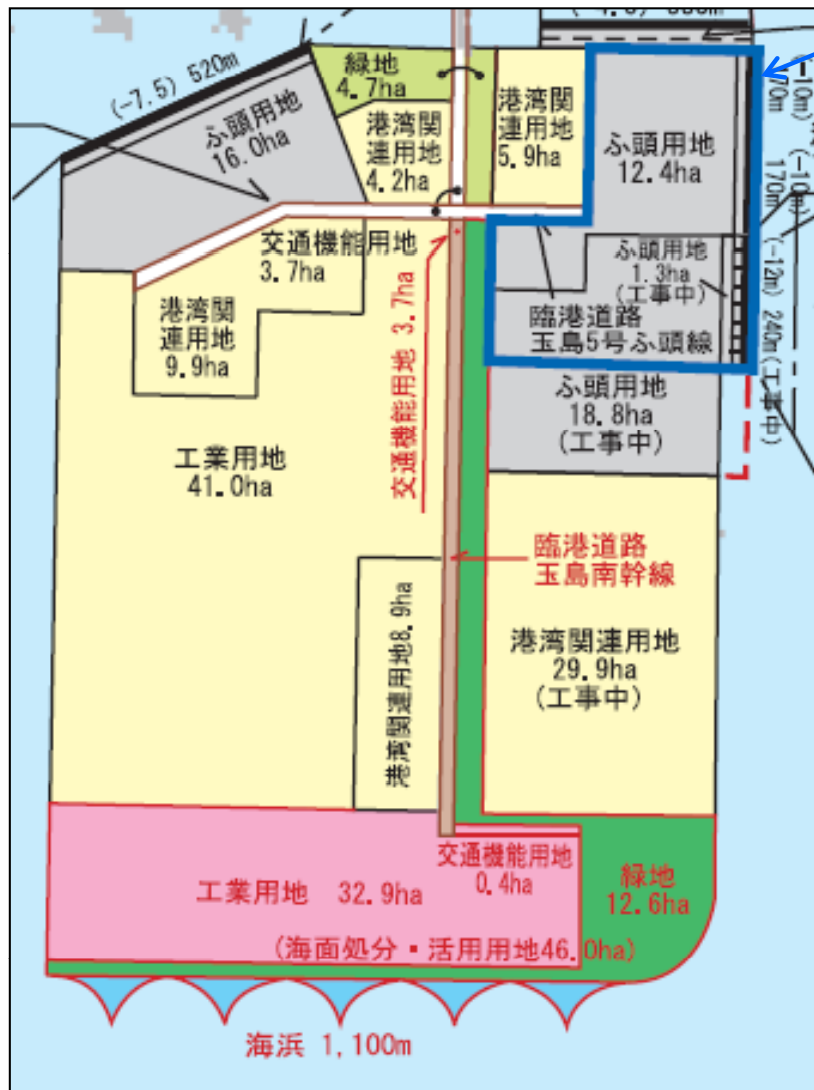 (-7.5) 520m
緑地
4.7ha
ふ頭用地
16.0ha
港湾関
連用地
4.2ha
港湾関
連用地
5.9ha
ふ頭用地
12.4ha
(-10m)
170m
(-12m) 240m(工事中)
交通機能用地
3.7ha
ふ頭用地
1.3ha
(工事中)
臨港道路
玉島5号ふ頭線
港湾関
連用地
9.9ha
交通機能用地 3.7ha
ふ頭用地
18.8ha
(工事中)
工業用地
41.0ha
臨港道路
玉島南幹線
港湾関連用地8.9ha
港湾関連用地
29.9ha
(工事中)
交通機能用地
0.4ha
工業用地 32.9ha
緑地
12.6ha
(海面処分・活用用地46.0ha)
海浜 1,100m